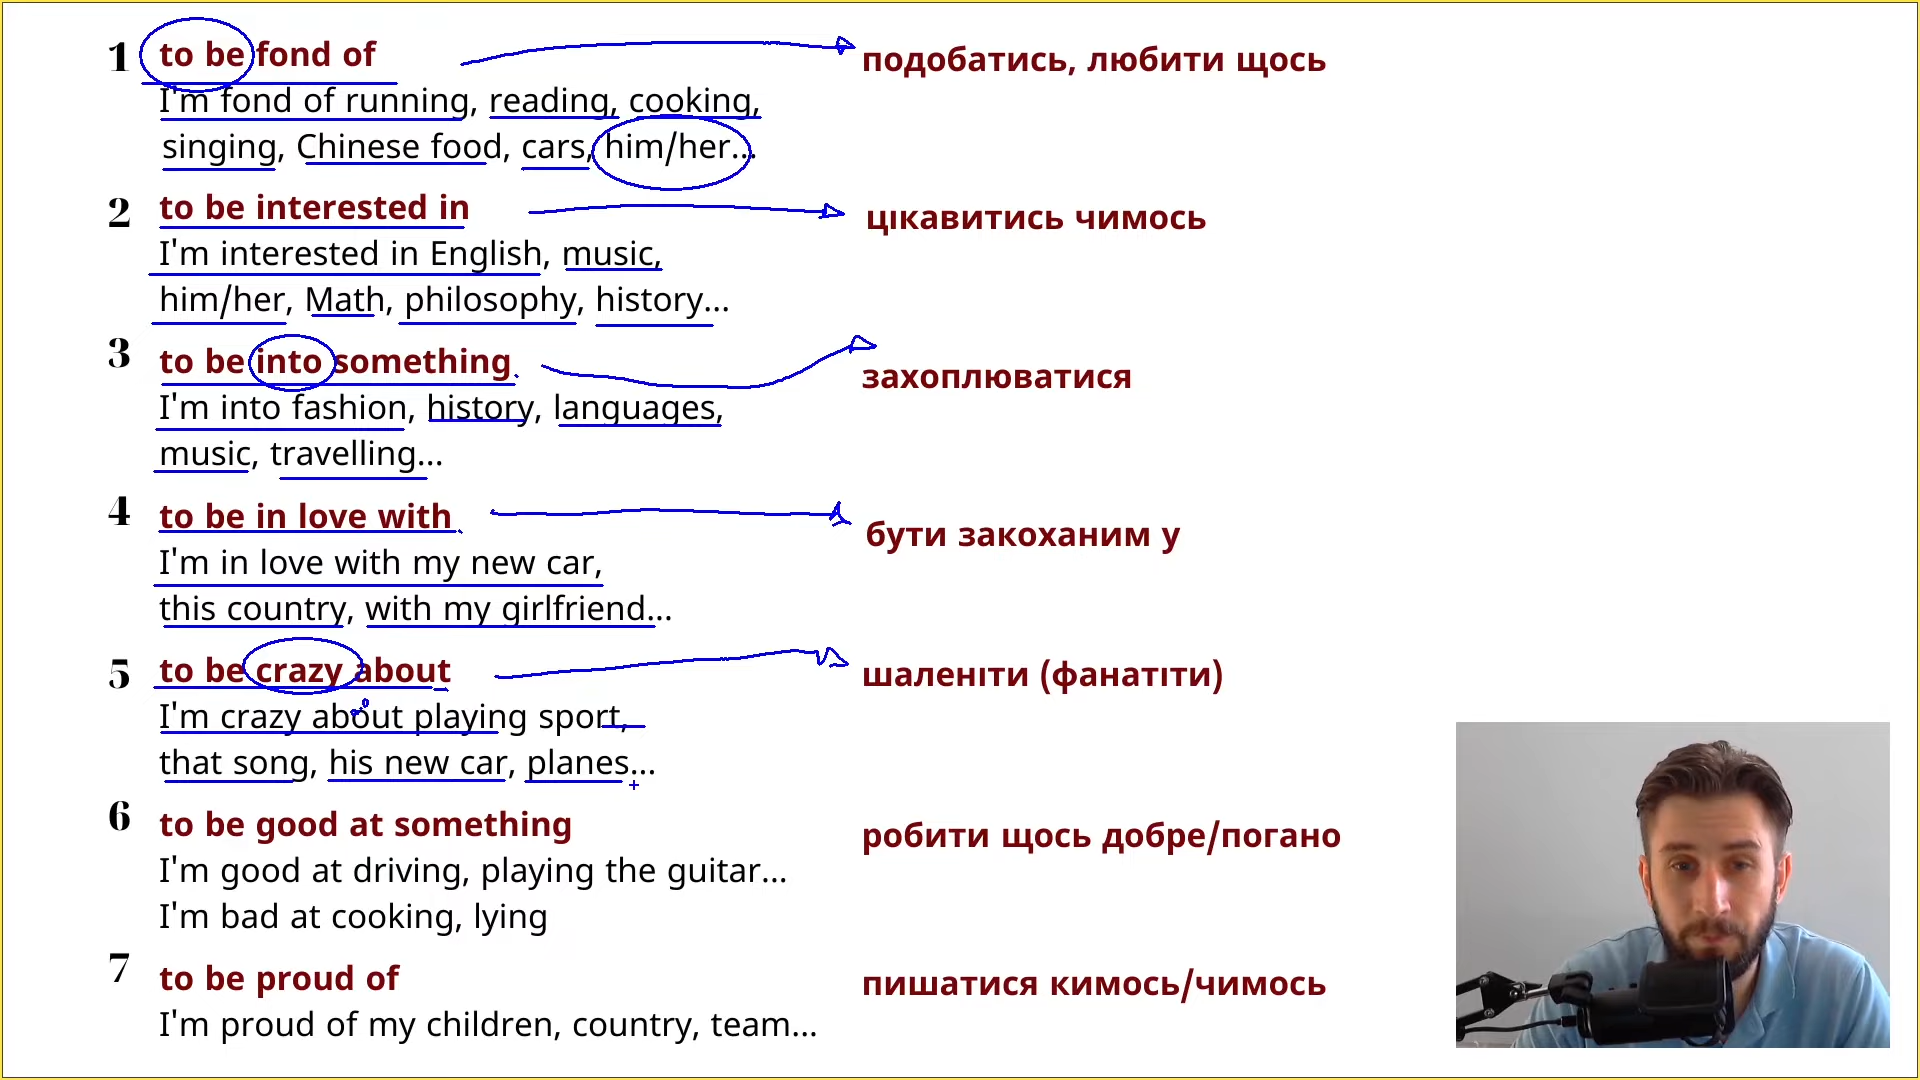 1 to be fond of
подобатись, любити щось
I'm fond of running, reading, cooking,
singing, Chinese food, cars, him/her...
2 to be interested in
цікавитись чимось
I'm interested in English, music,
him/her, Math, philosophy, history...
3 to be into something
захоплюватися
I'm into fashion, history, languages,
music, travelling...
4 to be in love with
бути закоханим у
I'm in love with my new car,
this country, with my girlfriend...
5 to be crazy about
шаленіти (фанатіти)
I'm crazy about playing sport,
that song, his new car, planes...
6 to be good at something
робити щось добре/погано
I'm good at driving, playing the guitar...
I'm bad at cooking, lying
7 to be proud of
пишатися кимось/чимось
I'm proud of my children, country, team...